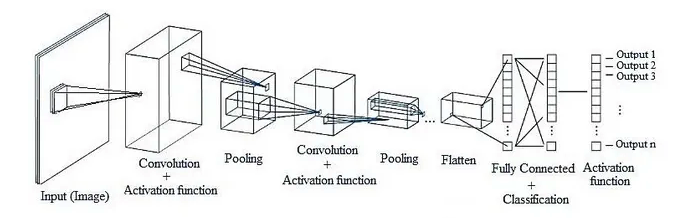 Input (Image)
Convolution
+
Activation function
Pooling
Convolution
+
Activation function
Pooling
...
Flatten
Fully Connected
+
Classification
Activation
function
Output 1
Output 2
Output 3
Output n